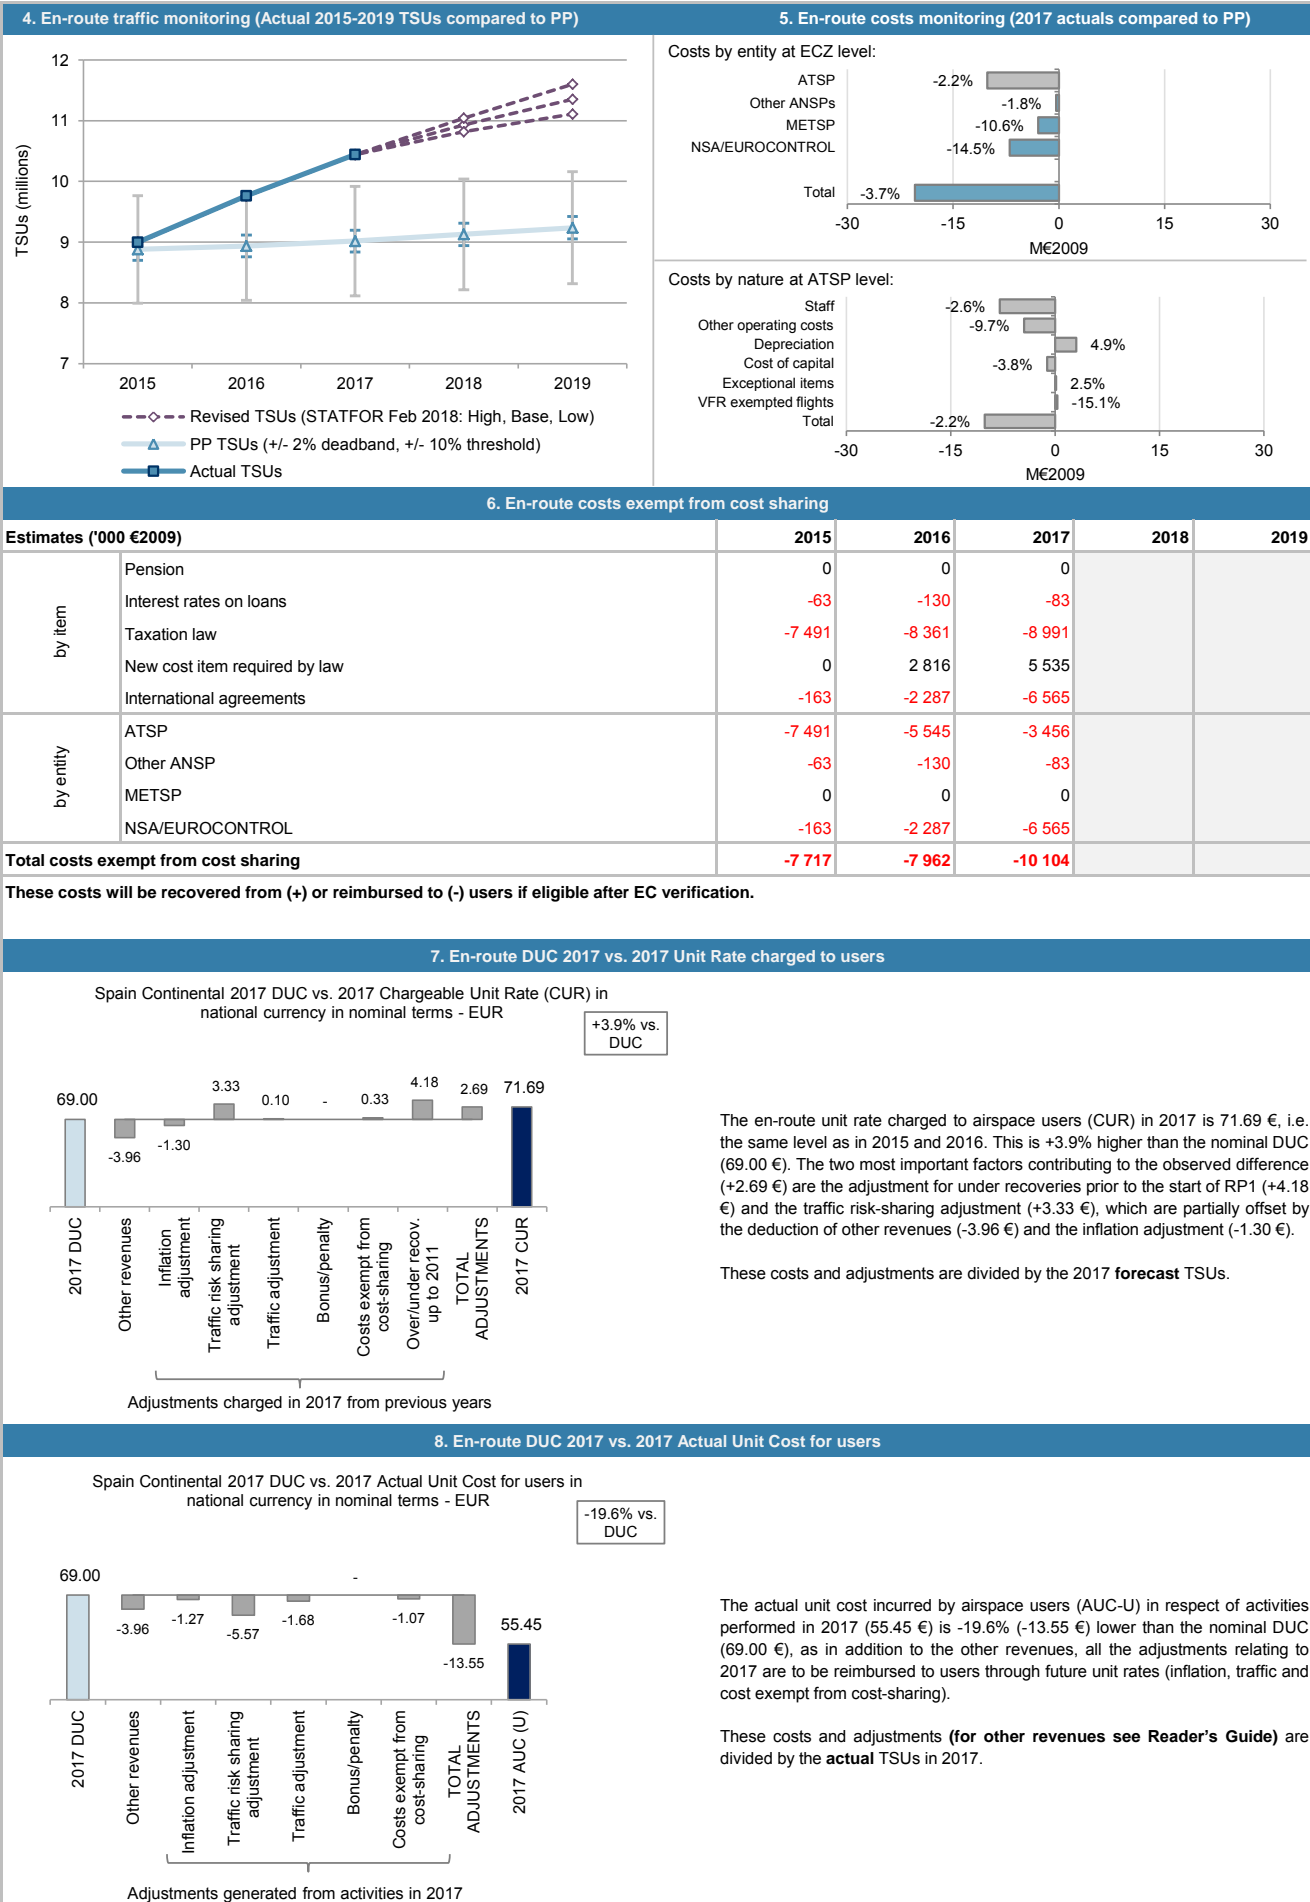 4. En-route traffic monitoring (Actual 2015-2019 TSUs compared to PP)
12
11
10
9
8
7
TSUs (millions)
2015 2016 2017 2018 2019
Revised TSUs (STATFOR Feb 2018: High, Base, Low)
PP TSUs (+/- 2% deadband, +/- 10% threshold)
Actual TSUs
5. En-route costs monitoring (2017 actuals compared to PP)
Costs by entity at ECZ level:
ATSP -2.2%
Other ANSPs -1.8%
METSP -10.6%
NSA/EUROCONTROL -14.5%
Total -3.7%
-30 -15 0 15 30
M€2009
Costs by nature at ATSP level:
Staff -2.6%
Other operating costs -9.7%
Depreciation 4.9%
Cost of capital -3.8%
Exceptional items 2.5%
VFR exempted flights -15.1%
Total -2.2%
-30 -15 0 15 30
M€2009
6. En-route costs exempt from cost sharing
Estimates ('000 €2009) 2015 2016 2017 2018 2019
by item
Pension 0 0 0
Interest rates on loans -63 -130 -83
Taxation law -7 491 -8 361 -8 991
New cost item required by law 0 2 816 5 535
International agreements -163 -2 287 -6 565
by entity
ATSP -7 491 -5 545 -3 456
Other ANSP -63 -130 -83
METSP 0 0 0
NSA/EUROCONTROL -163 -2 287 -6 565
Total costs exempt from cost sharing -7 717 -7 962 -10 104
These costs will be recovered from (+) or reimbursed to (-) users if eligible after EC verification.
7. En-route DUC 2017 vs. 2017 Unit Rate charged to users
Spain Continental 2017 DUC vs. 2017 Chargeable Unit Rate (CUR) in
national currency in nominal terms - EUR
+3.9% vs.
DUC
69.00 -3.96 -1.30 3.33 0.10 - 0.33 4.18 2.69 71.69
2017 DUC
Other revenues
Inflation
adjustment
Traffic risk sharing
adjustment
Traffic adjustment
Bonus/penalty
Costs exempt from
cost-sharing
Over/under recov.
up to 2011
TOTAL
ADJUSTMENTS
2017 CUR
Adjustments charged in 2017 from previous years
The en-route unit rate charged to airspace users (CUR) in 2017 is 71.69 €, i.e.
the same level as in 2015 and 2016. This is +3.9% higher than the nominal DUC
(69.00 €). The two most important factors contributing to the observed difference
(+2.69 €) are the adjustment for under recoveries prior to the start of RP1 (+4.18
€) and the traffic risk-sharing adjustment (+3.33 €), which are partially offset by
the deduction of other revenues (-3.96 €) and the inflation adjustment (-1.30 €).
These costs and adjustments are divided by the 2017 forecast TSUs.
8. En-route DUC 2017 vs. 2017 Actual Unit Cost for users
Spain Continental 2017 DUC vs. 2017 Actual Unit Cost for users in
national currency in nominal terms - EUR
-19.6% vs.
DUC
69.00 -3.96 -1.27 -5.57 -1.68 - -1.07 -13.55 55.45
2017 DUC
Other revenues
Inflation adjustment
Traffic risk sharing
adjustment
Traffic adjustment
Bonus/penalty
Costs exempt from
cost-sharing
TOTAL
ADJUSTMENTS
2017 AUC (U)
Adjustments generated from activities in 2017
The actual unit cost incurred by airspace users (AUC-U) in respect of activities
performed in 2017 (55.45 €) is -19.6% (-13.55 €) lower than the nominal DUC
(69.00 €), as in addition to the other revenues, all the adjustments relating to
2017 are to be reimbursed to users through future unit rates (inflation, traffic and
cost exempt from cost-sharing).
These costs and adjustments (for other revenues see Reader's Guide) are
divided by the actual TSUs in 2017.